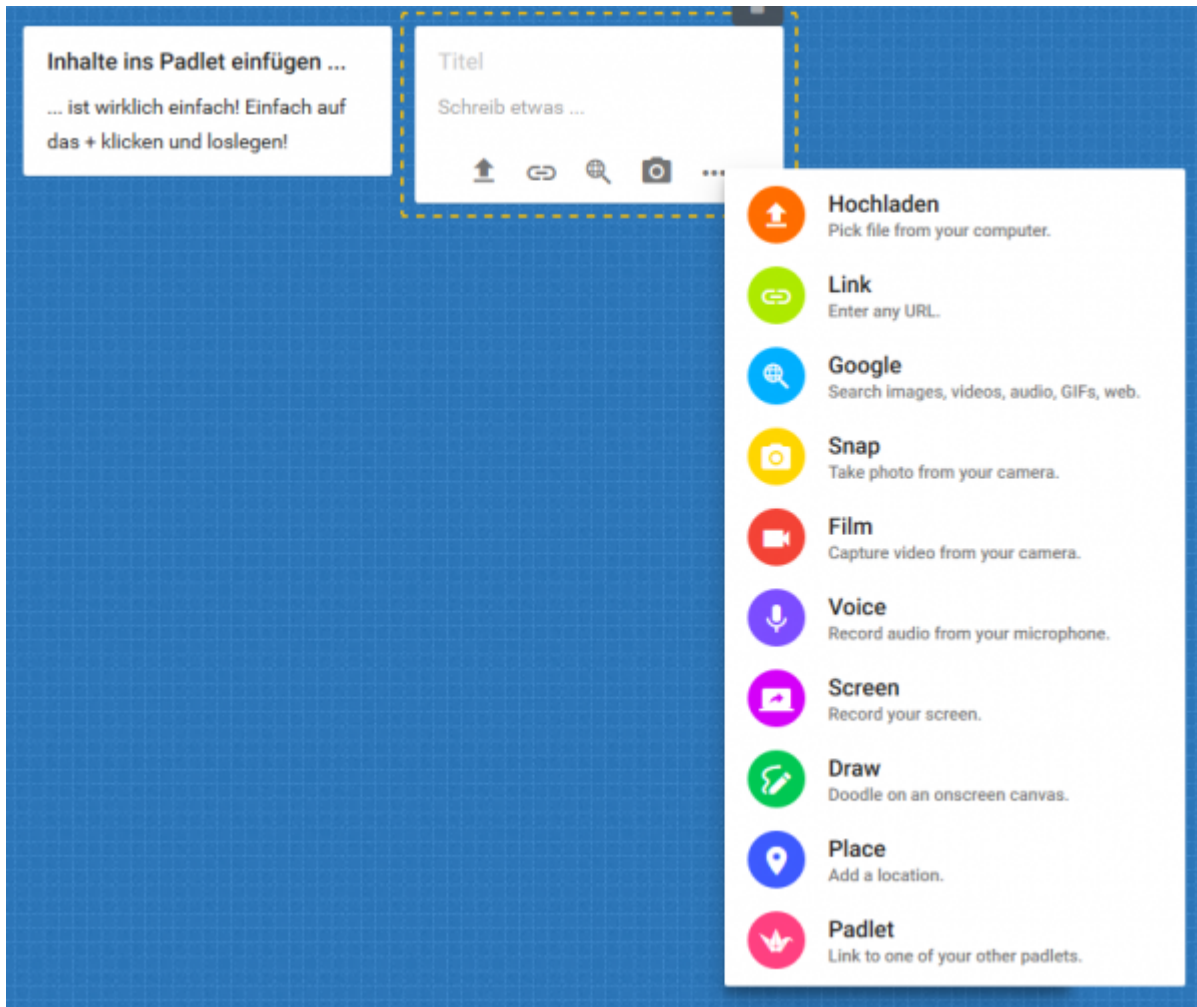 Inhalte ins Padlet einfügen ...
... ist wirklich einfach! Einfach auf
das + klicken und loslegen!
Titel
Schreib etwas ...
Hochladen
Pick file from your computer.
Link
Enter any URL.
Google
Search images, videos, audio, GIFs, web.
Snap
Take photo from your camera.
Film
Capture video from your camera.
Voice
Record audio from your microphone.
Screen
Record your screen.
Draw
Doodle on an onscreen canvas.
Place
Add a location.
Padlet
Link to one of your other padlets.